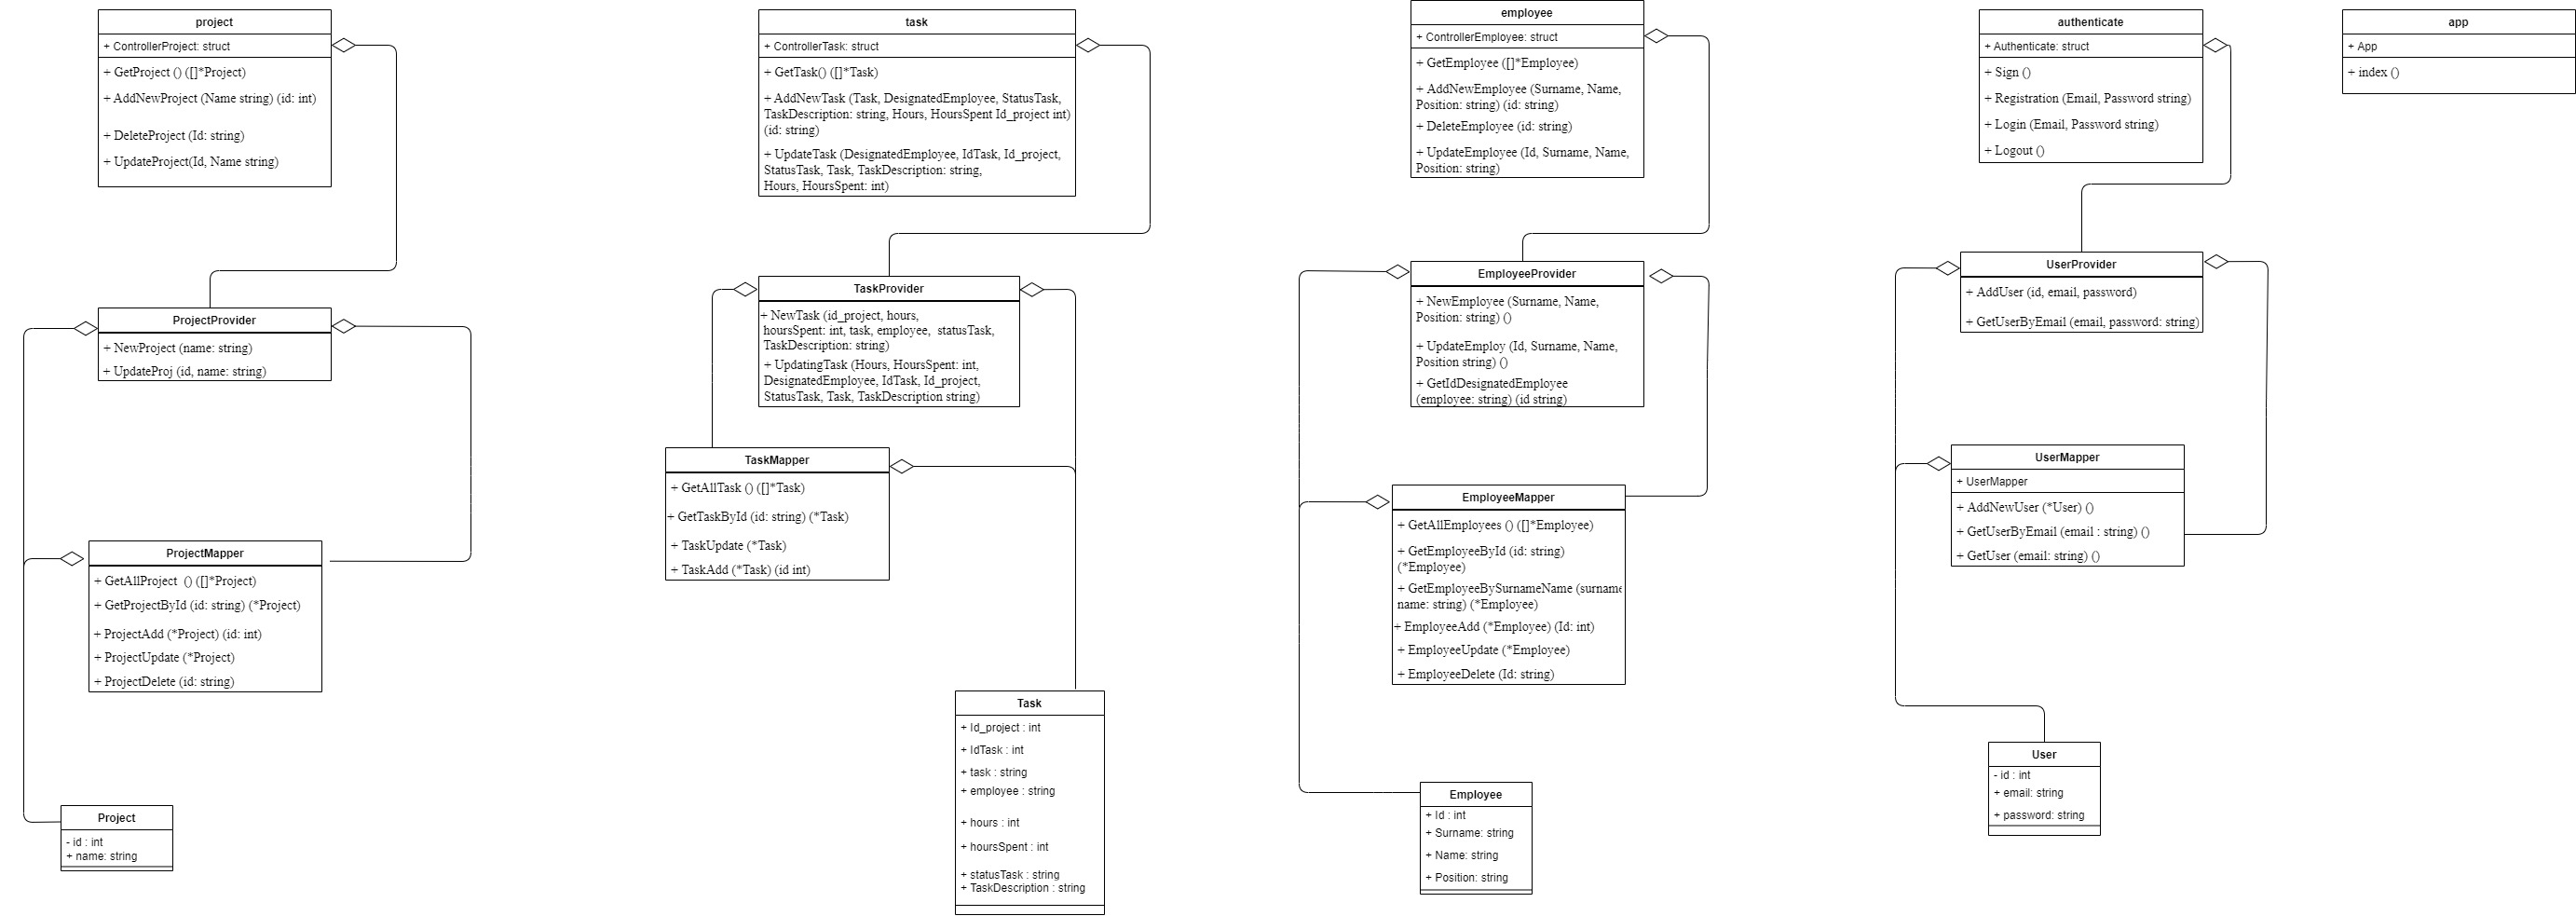 project
+ ControllerProject: struct
+ GetProject () ([]*Project)
+ AddNewProject (Name string) (id: int)
+ DeleteProject (Id: string)
+ UpdateProject(Id, Name string)
ProjectProvider
+ NewProject (name: string)
+ UpdateProj (id, name: string)
ProjectMapper
+ GetAllProject  () ([]*Project)
+ GetProjectById (id: string) (*Project)
+ ProjectAdd (*Project) (id: int)
+ ProjectUpdate (*Project)
+ ProjectDelete (id: string)
Project
- id : int
+ name: string
task
+ ControllerTask: struct
+ GetTask() ([]*Task)
+ AddNewTask (Task, DesignatedEmployee, StatusTask,
TaskDescription: string, Hours, HoursSpent Id_project int)
(id: string)
+ UpdateTask (DesignatedEmployee, IdTask, Id_project,
StatusTask, Task, TaskDescription: string,
Hours, HoursSpent: int)
TaskProvider
+ NewTask (id_project, hours,
hoursSpent: int, task, employee,  statusTask,
TaskDescription: string)
+ UpdatingTask (Hours, HoursSpent: int,
DesignatedEmployee, IdTask, Id_project,
StatusTask, Task, TaskDescription string)
TaskMapper
+ GetAllTask () ([]*Task)
+ GetTaskById (id: string) (*Task)
+ TaskUpdate (*Task)
+ TaskAdd (*Task) (id int)
Task
+ Id_project : int
+ IdTask : int
+ task : string
+ employee : string
+ hours : int
+ hoursSpent : int
+ statusTask : string
+ TaskDescription : string
employee
+ ControllerEmployee: struct
+ GetEmployee ([]*Employee)
+ AddNewEmployee (Surname, Name,
Position: string) (id: string)
+ DeleteEmployee (id: string)
+ UpdateEmployee (Id, Surname, Name,
Position: string)
EmployeeProvider
+ NewEmployee (Surname, Name,
Position: string) ()
+ UpdateEmploy (Id, Surname, Name,
Position string) ()
+ GetIdDesignatedEmployee
(employee: string) (id string)
EmployeeMapper
+ GetAllEmployees () ([]*Employee)
+ GetEmployeeById (id: string)
(*Employee)
+ GetEmployeeBySurnameName (surname
name: string) (*Employee)
+ EmployeeAdd (*Employee) (Id: int)
+ EmployeeUpdate (*Employee)
+ EmployeeDelete (Id: string)
Employee
+ Id : int
+ Surname: string
+ Name: string
+ Position: string
authenticate
+ Authenticate: struct
+ Sign ()
+ Registration (Email, Password string)
+ Login (Email, Password string)
+ Logout ()
UserProvider
+ AddUser (id, email, password)
+ GetUserByEmail (email, password: string)
UserMapper
+ UserMapper
+ AddNewUser (*User) ()
+ GetUserByEmail (email : string) ()
+ GetUser (email: string) ()
User
- id : int
+ email: string
+ password: string
app
+ App
+ index ()